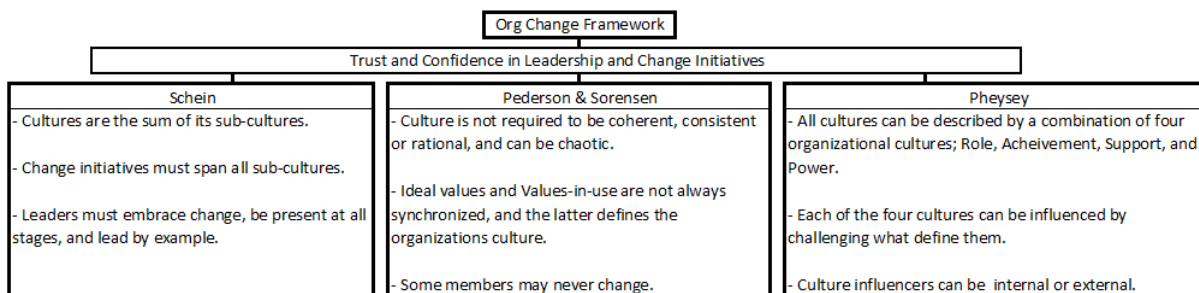 Org Change Framework
Trust and Confidence in Leadership and Change Initiatives
Schein
- Cultures are the sum of its sub-cultures.
- Change initiatives must span all sub-cultures.
- Leaders must embrace change, be present at all
stages, and lead by example.
Pederson & Sorensen
- Culture is not required to be coherent, consistent
or rational, and can be chaotic.
- Ideal values and Values-in-use are not always
synchronized, and the latter defines the
organizations culture.
- Some members may never change.
Pheysey
- All cultures can be described by a combination of four
organizational cultures; Role, Acheivement, Support, and
Power.
- Each of the four cultures can be influenced by
challenging what define them.
- Culture influencers can be internal or external.